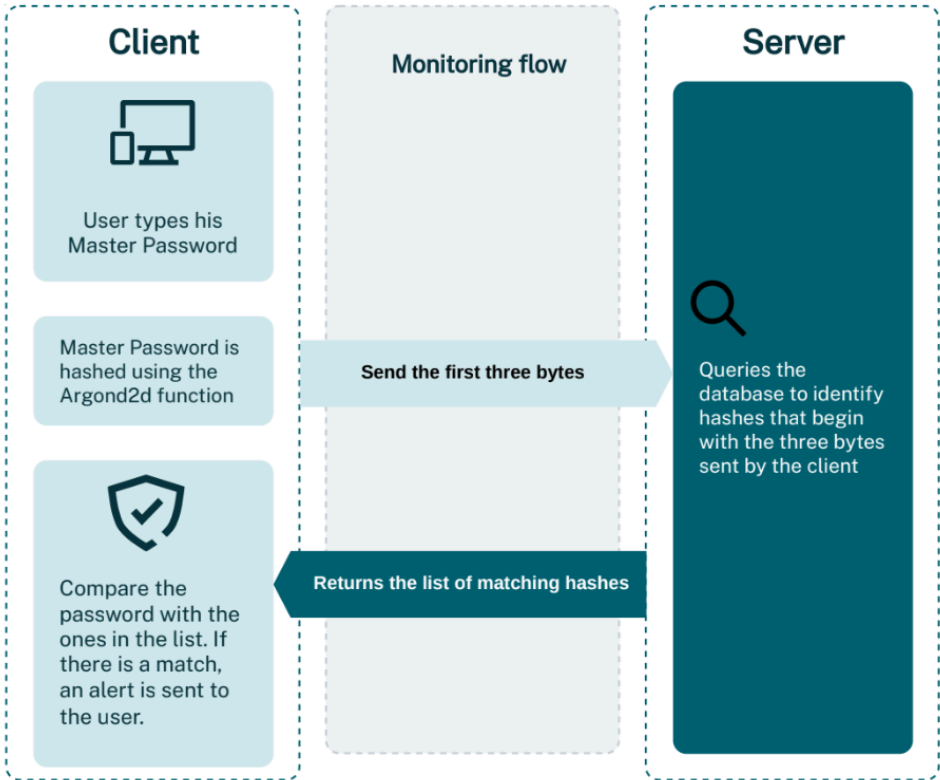 Client
User types his
Master Password
Master Password is
hashed using the
Argond2d function
Compare the
password with the
ones in the list. If
there is a match,
an alert is sent to
the user.
Monitoring flow
Send the first three bytes
Returns the list of matching hashes
Server
Queries the
database to identify
hashes that begin
with the three bytes
sent by the client